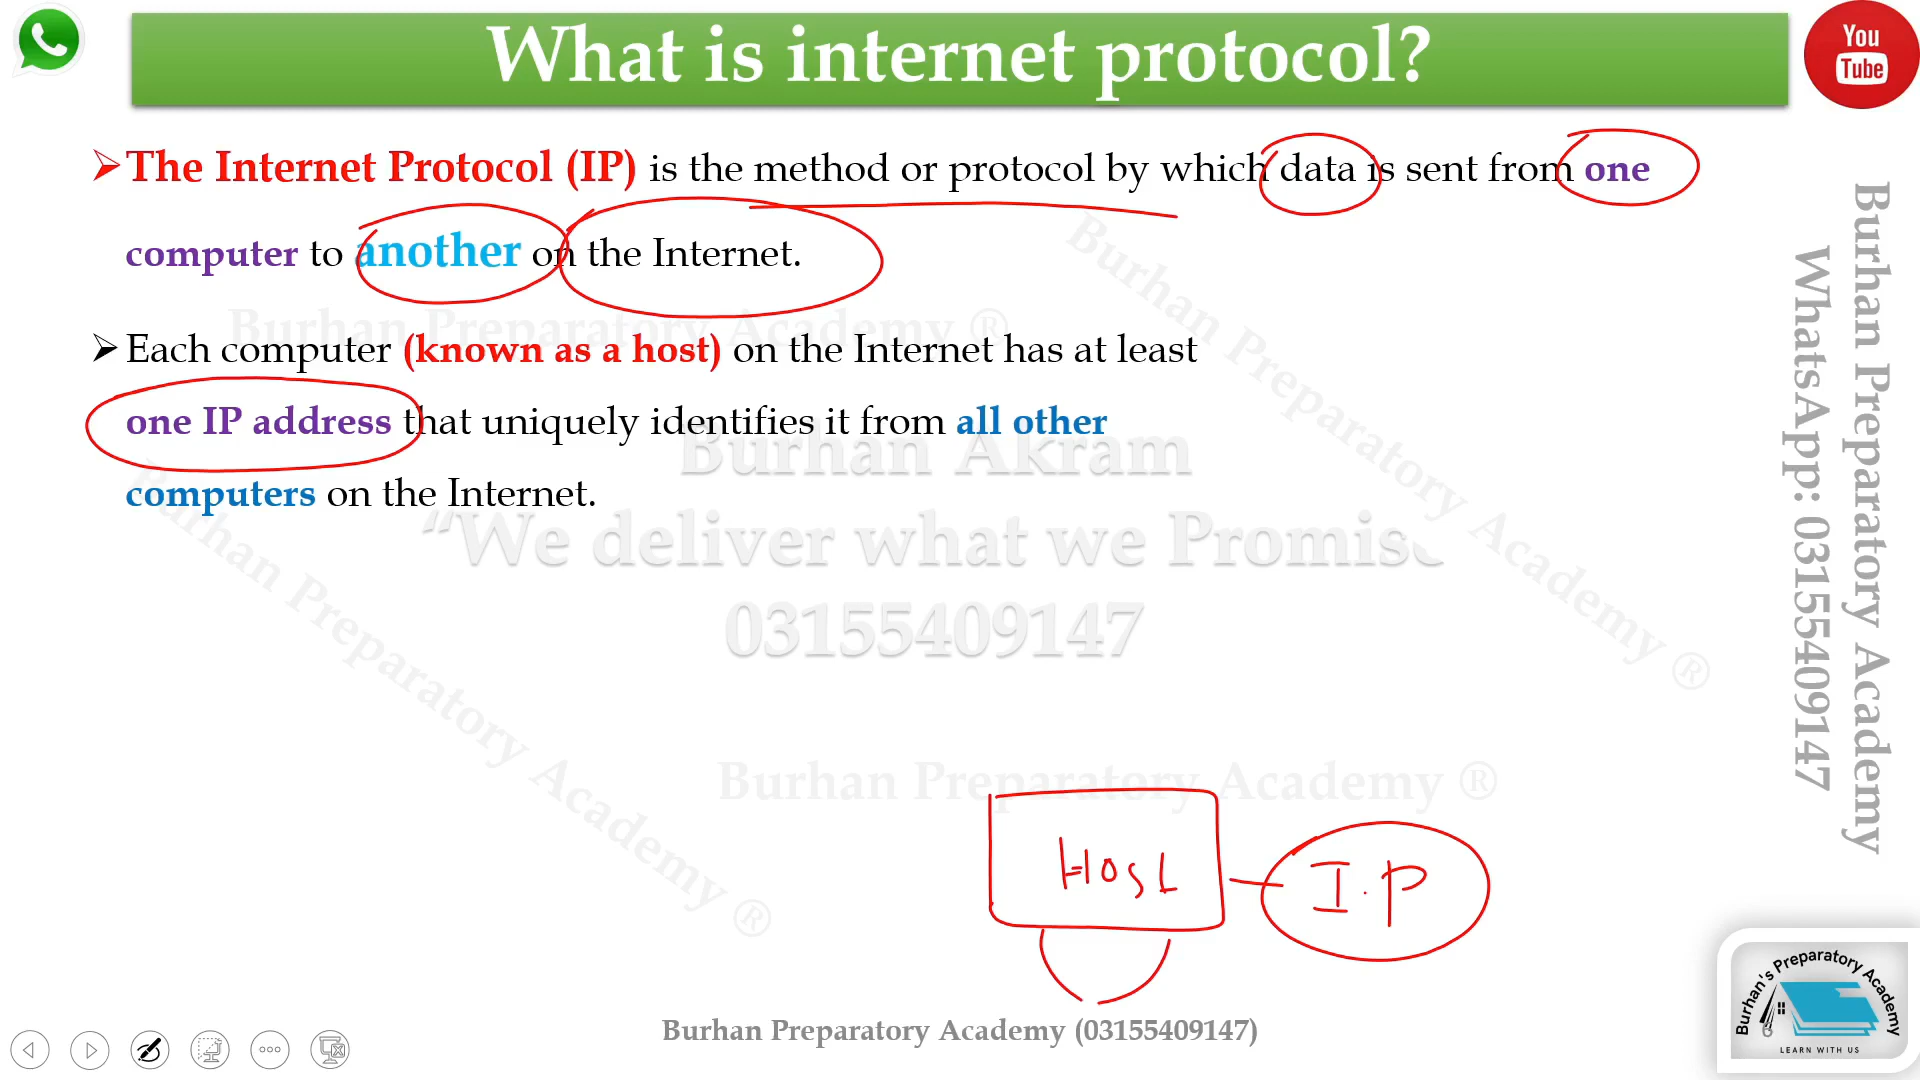 What is internet protocol?
You
Tube
➢The Internet Protocol (IP) is the method or protocol by which data is sent from one
computer to another on the Internet.
➢Each computer (known as a host) on the Internet has at least
one IP address that uniquely identifies it from all other
computers on the Internet.
Burhan Preparatory Academy ®
Burhan Preparatory Academy ®
Burhan Akram
"We deliver what we Promise
03155409147
Burhan Preparatory Academy ®
Burhan Preparatory Academy ®
Host
I.P
Burhan Preparatory Academy
WhatsApp: 03155409147
Burhan Preparatory Academy (03155409147)
Burhan's Preparatory Academy
LEARN WITH US